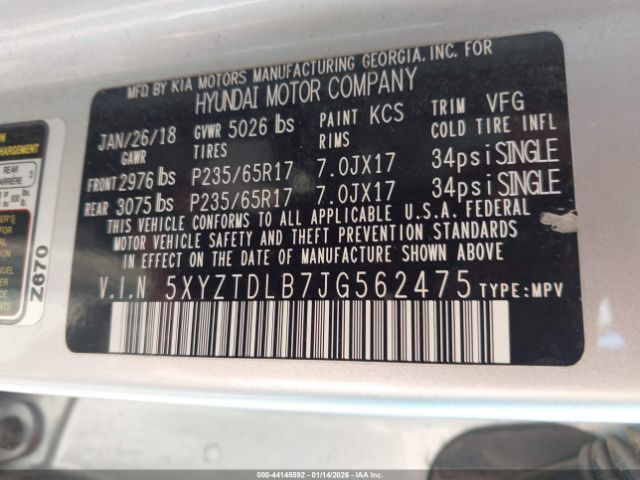 MFD. BY KIA MOTORS MANUFACTURING GEORGIA, INC. FOR
HYUNDAI MOTOR COMPANY
JAN/26/18 GVWR 5026 lbs PAINT KCS TRIM VFG
GAWR TIRES RIMS COLD TIRE INFL
FRONT 2976 lbs P235/65R17 7.0JX17 34psi SINGLE
REAR 3075 lbs P235/65R17 7.0JX17 34psi SINGLE
THIS VEHICLE CONFORMS TO ALL APPLICABLE U.S.A. FEDERAL
MOTOR VEHICLE SAFETY AND THEFT PREVENTION STANDARDS
IN EFFECT ON THE DATE OF MANUFACTURE SHOWN ABOVE.
V.I.N 5XYZTDLB7JG562475 TYPE:MPV
Z670
000-44148592 - 01/14/2026 - IAA Inc.